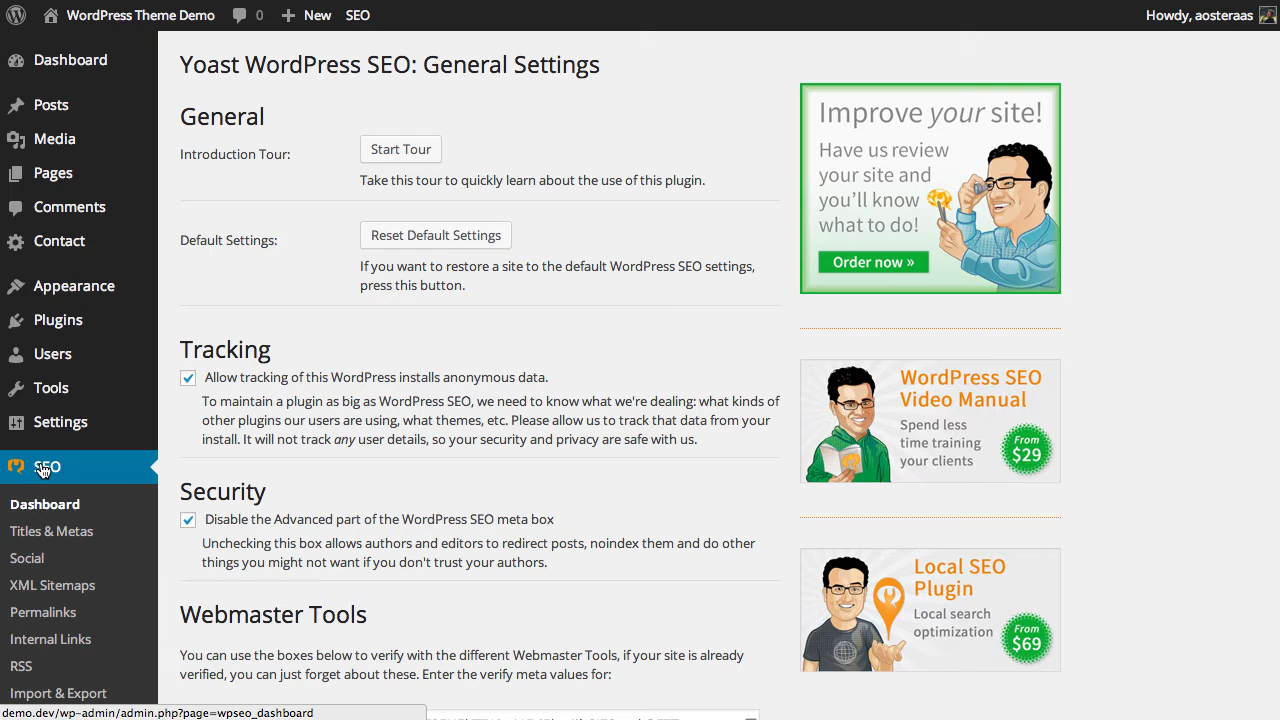 WordPress Theme Demo 0 New SEO Howdy, aosteraas
Dashboard
Posts
Media
Pages
Comments
Contact
Appearance
Plugins
Users
Tools
Settings
SEO
Dashboard
Titles & Metas
Social
XML Sitemaps
Permalinks
Internal Links
RSS
Import & Export
demo.dev/wp-admin/admin.php?page=wpseo_dashboard
Yoast WordPress SEO: General Settings
General
Introduction Tour: Start Tour
Take this tour to quickly learn about the use of this plugin.
Default Settings: Reset Default Settings
If you want to restore a site to the default WordPress SEO settings,
press this button.
Tracking
Allow tracking of this WordPress installs anonymous data.
To maintain a plugin as big as WordPress SEO, we need to know what we're dealing: what kinds of
other plugins our users are using, what themes, etc. Please allow us to track that data from your
install. It will not track any user details, so your security and privacy are safe with us.
Security
Disable the Advanced part of the WordPress SEO meta box
Unchecking this box allows authors and editors to redirect posts, noindex them and do other
things you might not want if you don't trust your authors.
Webmaster Tools
You can use the boxes below to verify with the different Webmaster Tools, if your site is already
verified, you can just forget about these. Enter the verify meta values for:
Improve your site!
Have us review
your site and
you'll know
what to do!
Order now »
WordPress SEO
Video Manual
Spend less
time training
your clients
From
$29
Local SEO
Plugin
Local search
optimization
From
$69